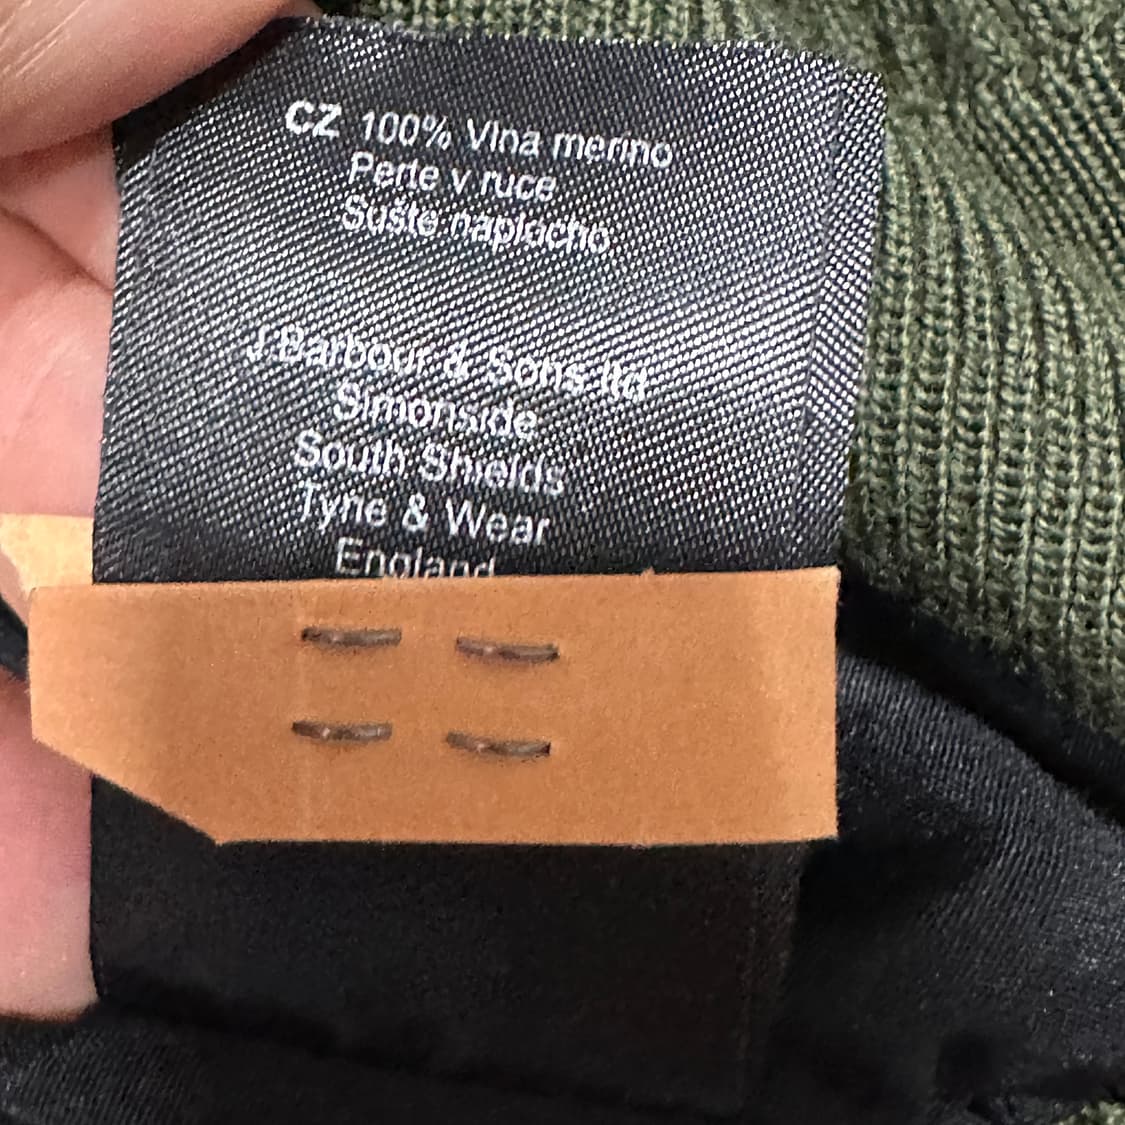 CZ 100% Vlna merino
Perte v ruce
Sušte naplocho
J.Barbour & Sons ltd
Simonside
South Shields
Tyne & Wear
England